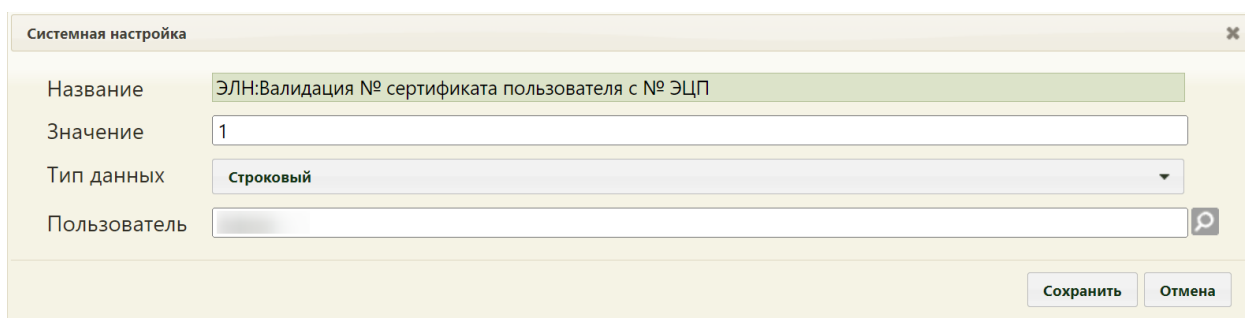 Системная настройка
Название ЭЛН:Валидация № сертификата пользователя с № ЭЦП
Значение 1
Тип данных Строковый
Пользователь
Сохранить Отмена